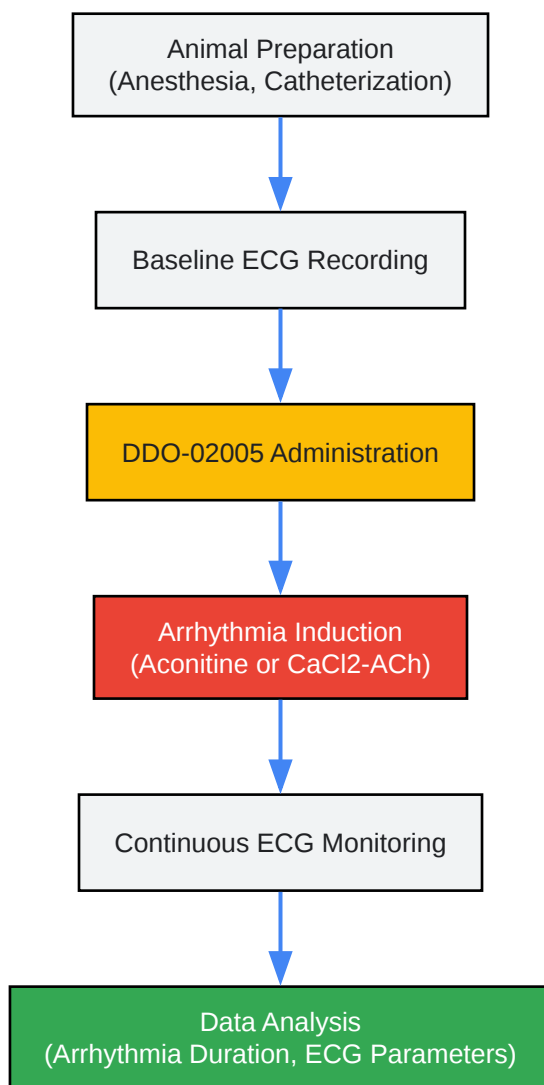 Animal Preparation
(Anesthesia, Catheterization)
Baseline ECG Recording
DDO-02005 Administration
Arrhythmia Induction
(Aconitine or CaCl2-ACh)
Continuous ECG Monitoring
Data Analysis
(Arrhythmia Duration, ECG Parameters)